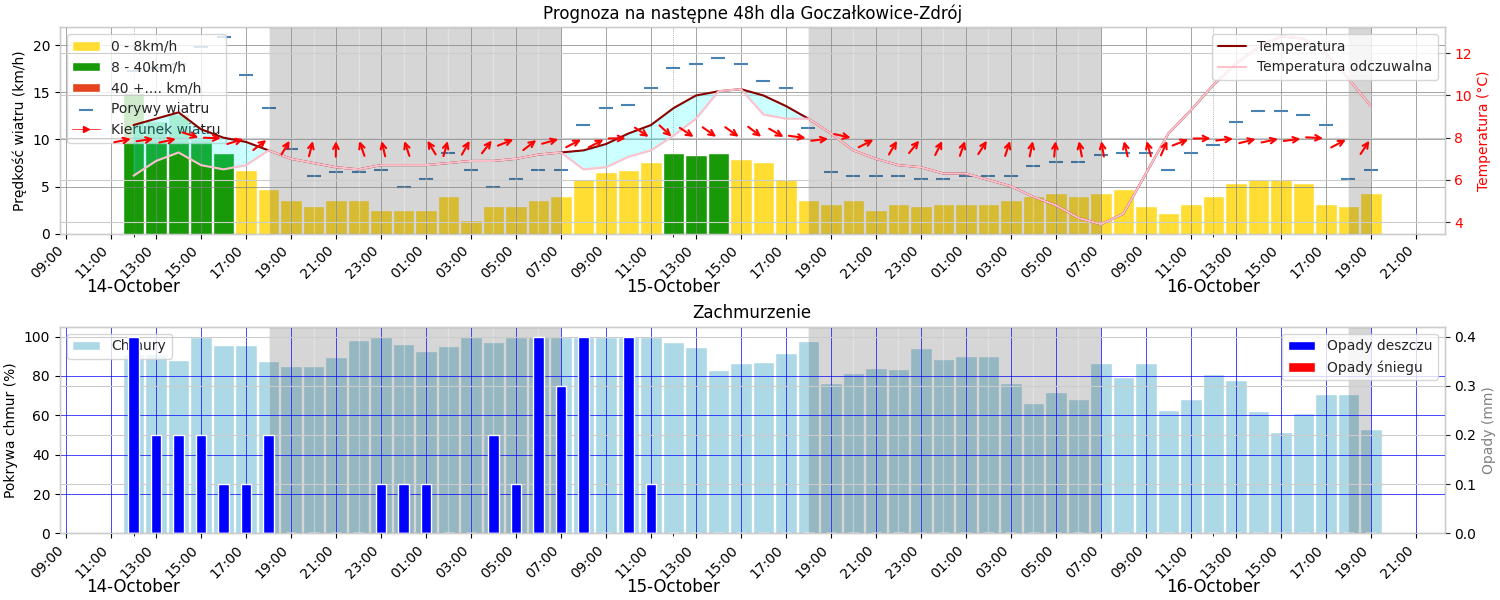 Prognoza na następne 48h dla Goczałkowice-Zdrój
Prędkość wiatru (km/h)
20
15
10
5
0
0 - 8km/h
8 - 40km/h
40 +.... km/h
Porywy wiatru
Kierunek wiatru
Temperatura
Temperatura odczuwalna
12
10
8
6
4
Temperatura (°C)
09:00 11:00 13:00 15:00 17:00 19:00 21:00 23:00 01:00 03:00 05:00 07:00 09:00 11:00 13:00 15:00 17:00 19:00 21:00 23:00 01:00 03:00 05:00 07:00 09:00 11:00 13:00 15:00 17:00 19:00 21:00
14-October 15-October 16-October
Zachmurzenie
Pokrywa chmur (%)
100
80
60
40
20
0
Chmury
Opady deszczu
Opady śniegu
0.4
0.3
0.2
0.1
0.0
Opady (mm)
09:00 11:00 13:00 15:00 17:00 19:00 21:00 23:00 01:00 03:00 05:00 07:00 09:00 11:00 13:00 15:00 17:00 19:00 21:00 23:00 01:00 03:00 05:00 07:00 09:00 11:00 13:00 15:00 17:00 19:00 21:00
14-October 15-October 16-October